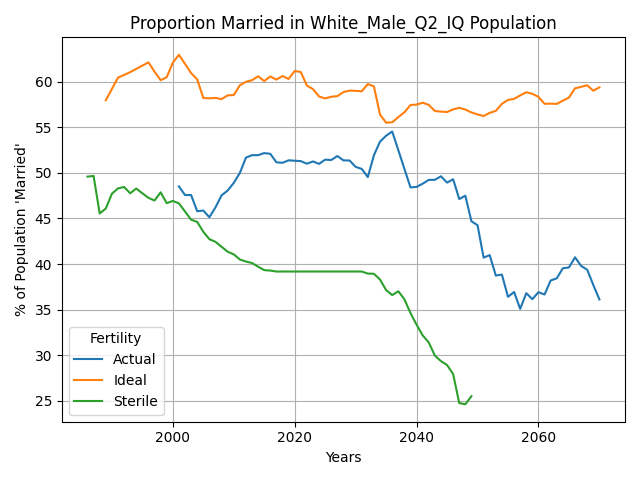 Proportion Married in White_Male_Q2_IQ Population
% of Population 'Married'
60
55
50
45
40
35
30
25
Fertility
Actual
Ideal
Sterile
2000 2020 2040 2060
Years